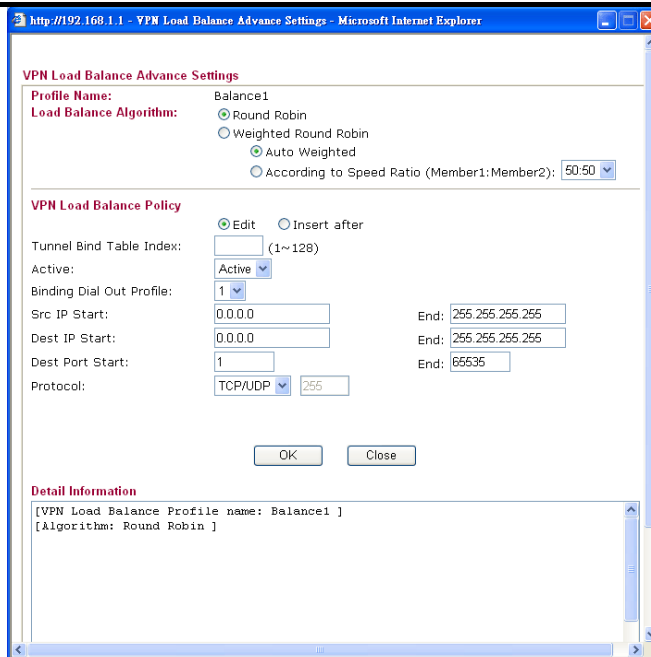 http://192.168.1.1 - VPN Load Balance Advance Settings - Microsoft Internet Explorer
VPN Load Balance Advance Settings
Profile Name: Balance1
Load Balance Algorithm: Round Robin
Weighted Round Robin
Auto Weighted
According to Speed Ratio (Member1:Member2): 50:50
VPN Load Balance Policy
Edit Insert after
Tunnel Bind Table Index: (1~128)
Active: Active
Binding Dial Out Profile: 1
Src IP Start: 0.0.0.0 End: 255.255.255.255
Dest IP Start: 0.0.0.0 End: 255.255.255.255
Dest Port Start: 1 End: 65535
Protocol: TCP/UDP 255
OK Close
Detail Information
[VPN Load Balance Profile name: Balance1 ]
[Algorithm: Round Robin ]